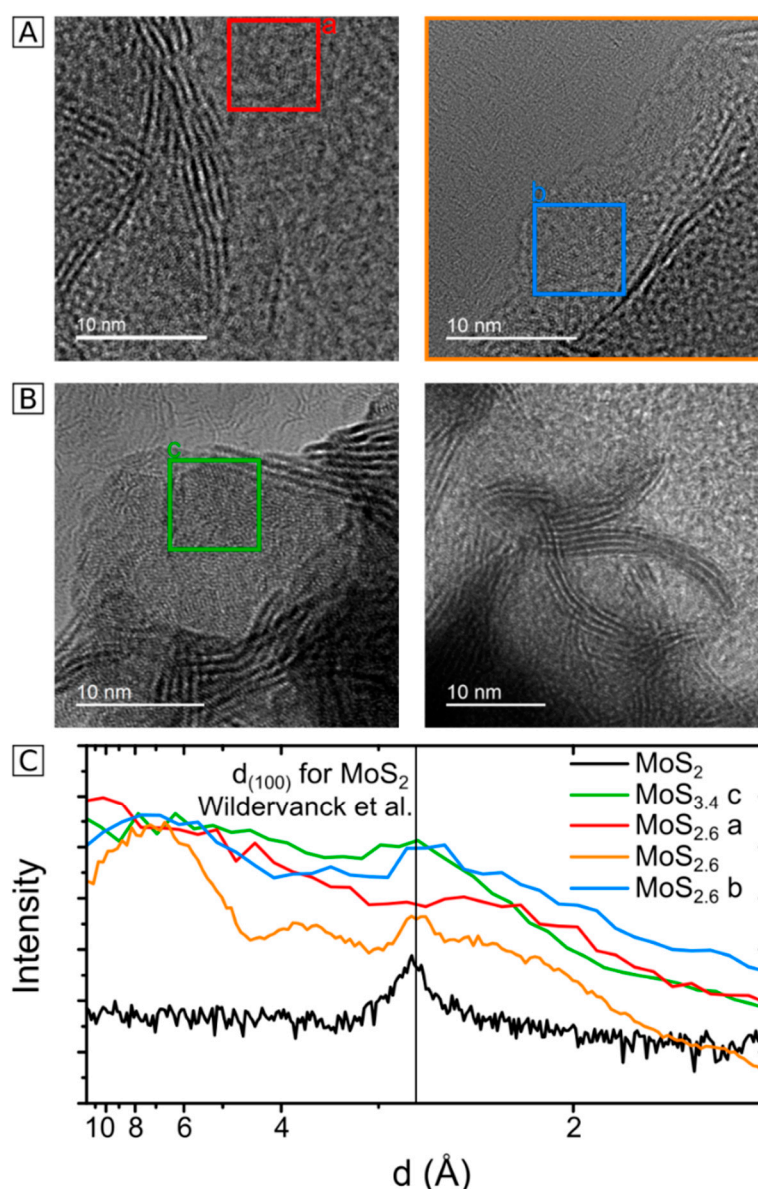 A
a
10 nm
b
10 nm
B
c
10 nm
10 nm
C
d(100) for MoS2
Wildervanck et al.
MoS2
MoS3.4 c
MoS2.6 a
MoS2.6
MoS2.6 b
Intensity
10 8 6 4 2
d (Å)